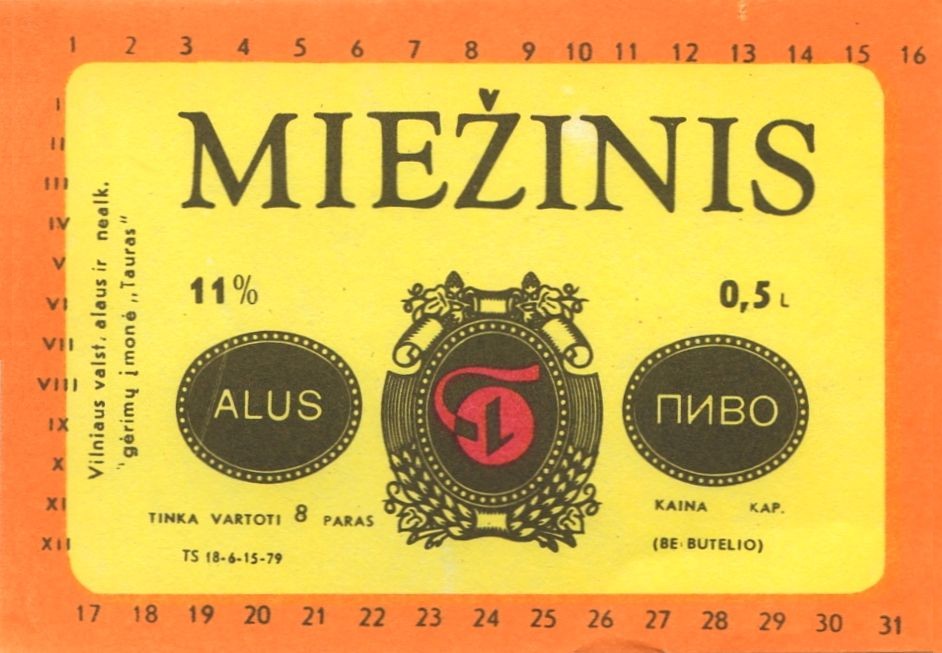 1 2 3 4 5 6 7 8 9 10 11 12 13 14 15 16
I
II
III
IV
V
VI
VII
VIII
IX
X
XI
XII
Vilniaus valst. alaus ir nealk.
gėrimų įmonė „Tauras“
MIEŽINIS
11%
0,5 L
ALUS
ПИВО
TINKA VARTOTI 8 PARAS
TS 18-6-15-79
KAINA KAP.
(BE BUTELIO)
17 18 19 20 21 22 23 24 25 26 27 28 29 30 31